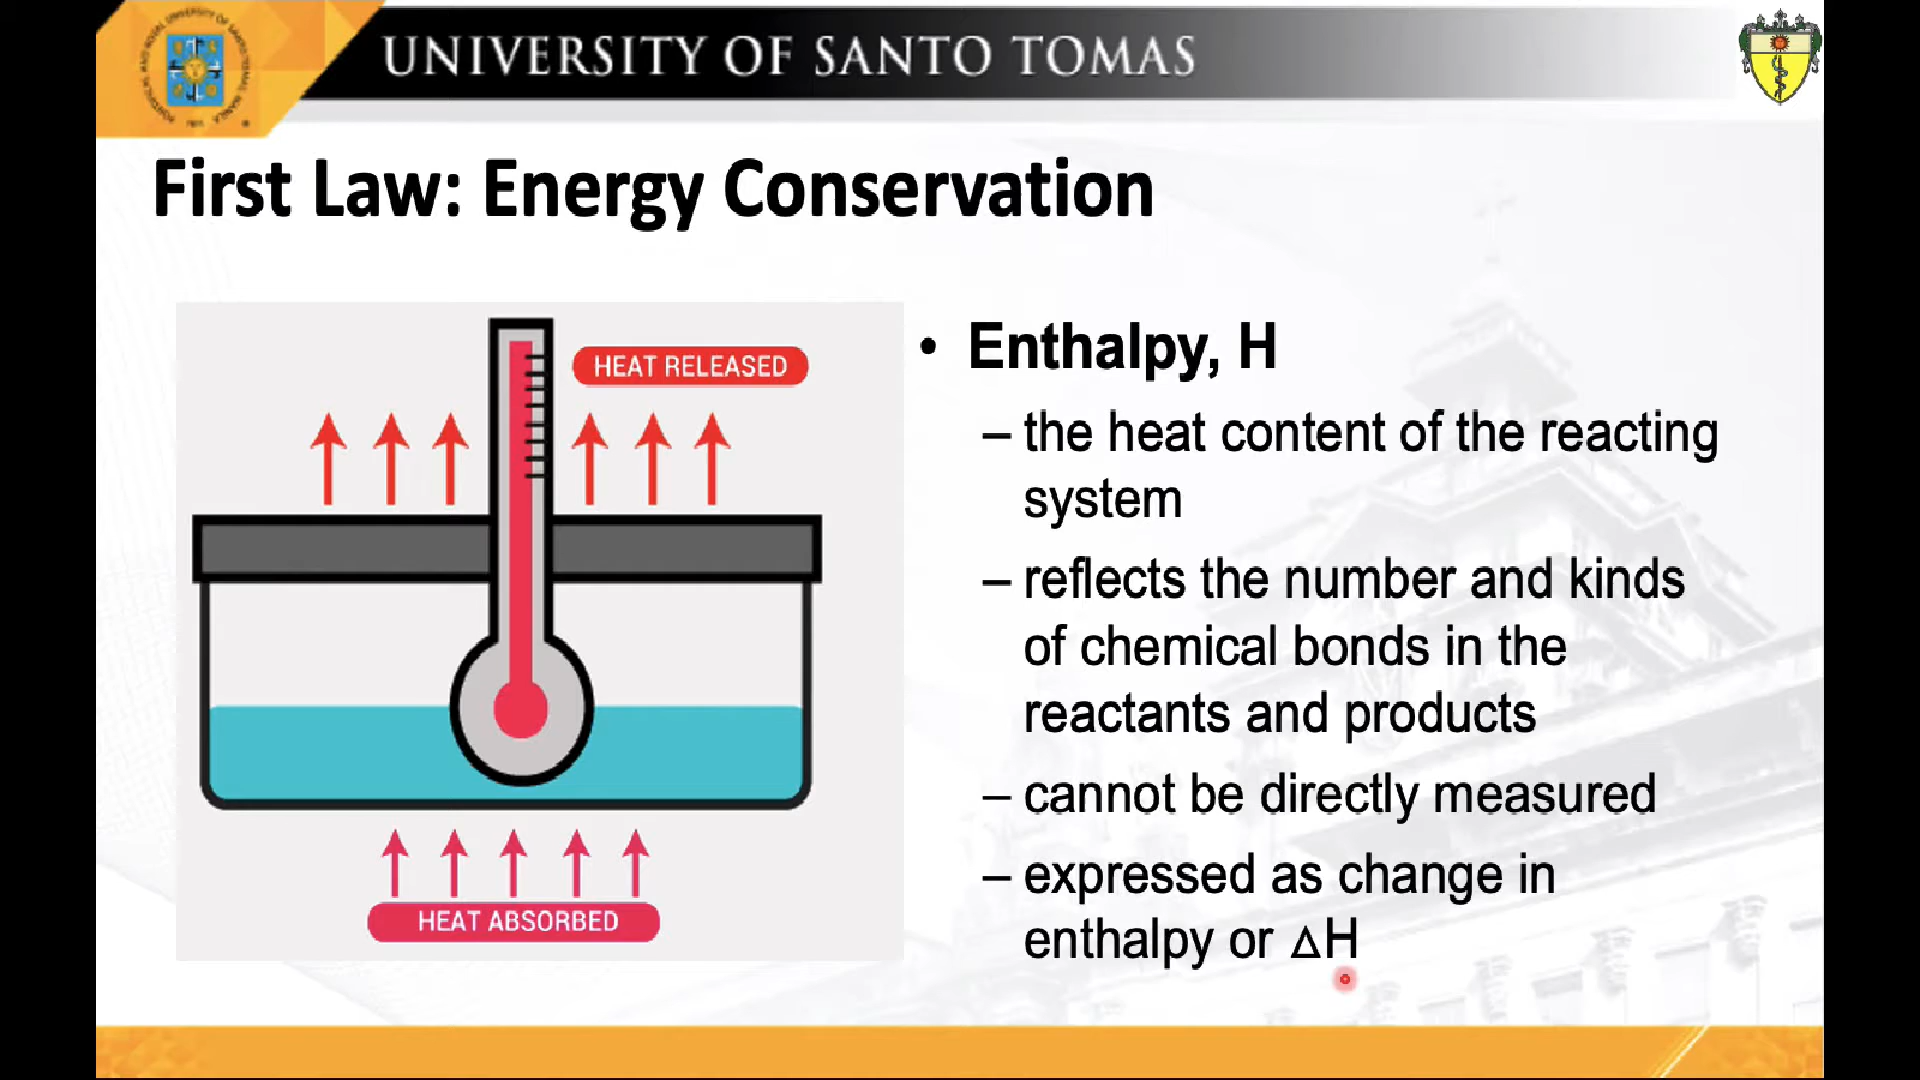 UNIVERSITY OF SANTO TOMAS
First Law: Energy Conservation
HEAT RELEASED
HEAT ABSORBED
• Enthalpy, H
– the heat content of the reacting
system
– reflects the number and kinds
of chemical bonds in the
reactants and products
– cannot be directly measured
– expressed as change in
enthalpy or ΔH